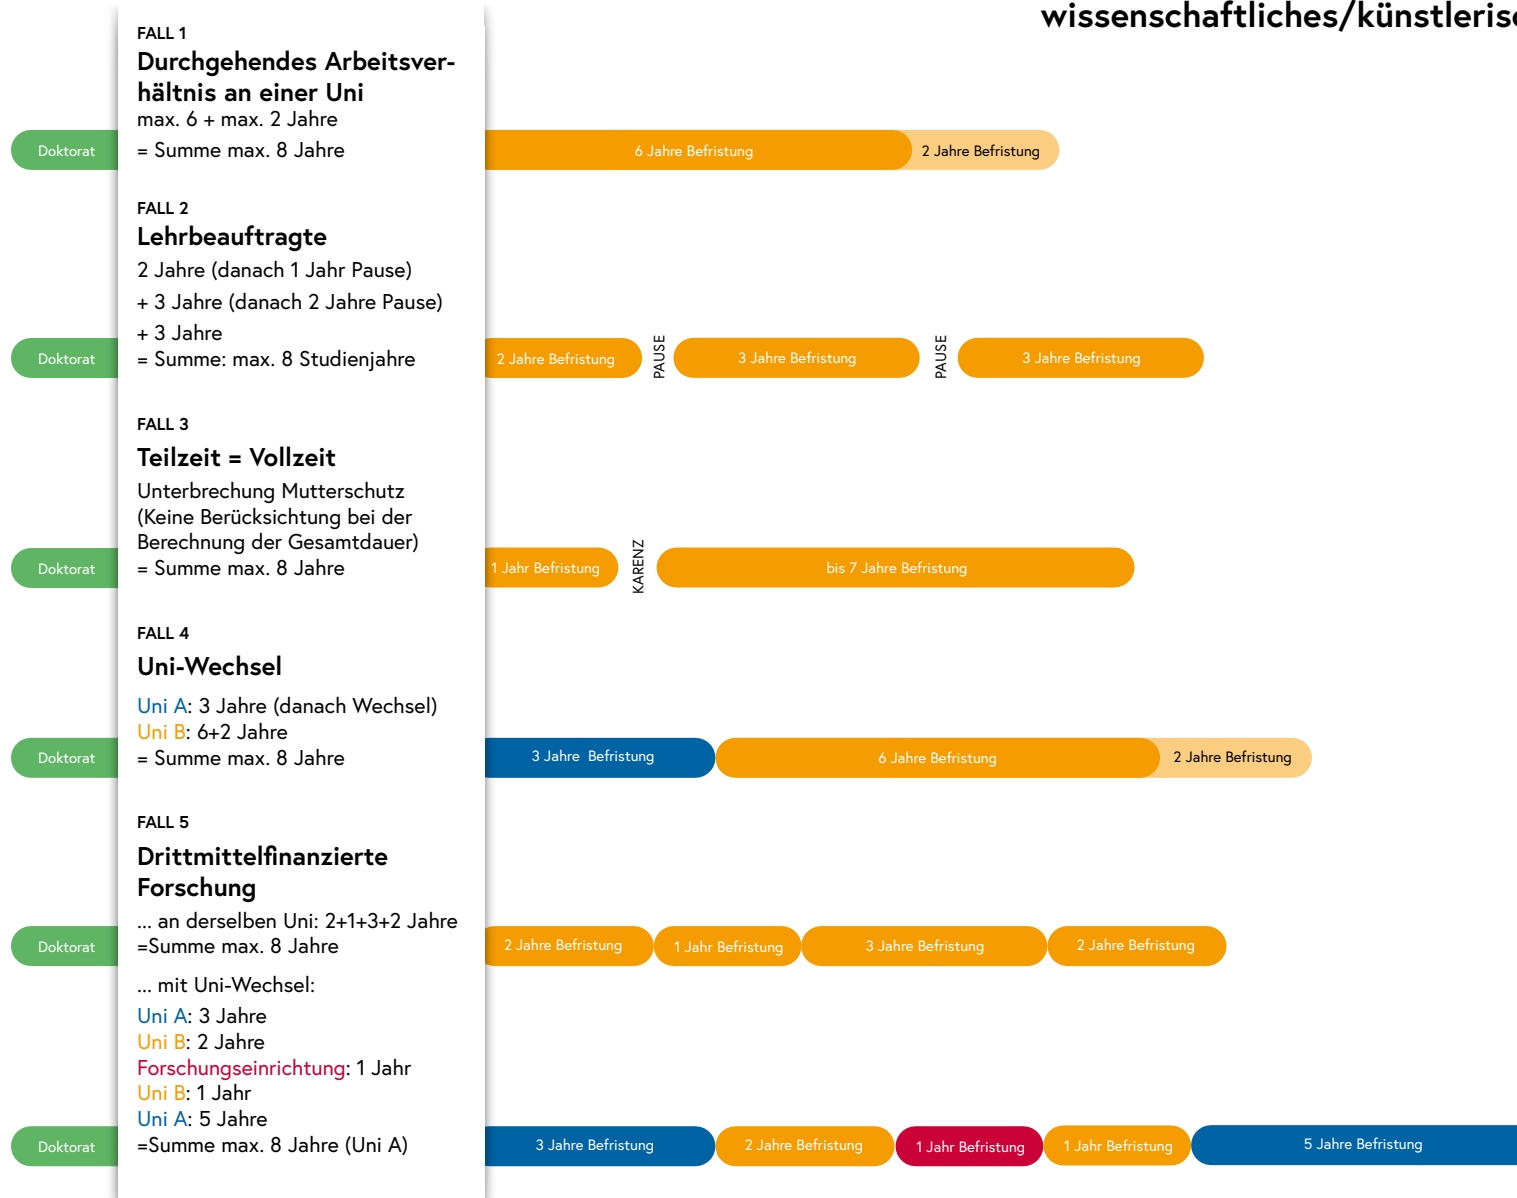 wissenschaftliches/künstleris
FALL 1
Durchgehendes Arbeitsver-
hältnis an einer Uni
max. 6 + max. 2 Jahre
= Summe max. 8 Jahre
Doktorat
6 Jahre Befristung
2 Jahre Befristung
FALL 2
Lehrbeauftragte
2 Jahre (danach 1 Jahr Pause)
+ 3 Jahre (danach 2 Jahre Pause)
+ 3 Jahre
= Summe: max. 8 Studienjahre
Doktorat
2 Jahre Befristung
PAUSE
3 Jahre Befristung
PAUSE
3 Jahre Befristung
FALL 3
Teilzeit = Vollzeit
Unterbrechung Mutterschutz
(Keine Berücksichtung bei der
Berechnung der Gesamtdauer)
= Summe max. 8 Jahre
Doktorat
1 Jahr Befristung
KARENZ
bis 7 Jahre Befristung
FALL 4
Uni-Wechsel
Uni A: 3 Jahre (danach Wechsel)
Uni B: 6+2 Jahre
= Summe max. 8 Jahre
Doktorat
3 Jahre Befristung
6 Jahre Befristung
2 Jahre Befristung
FALL 5
Drittmittelfinanzierte
Forschung
... an derselben Uni: 2+1+3+2 Jahre
=Summe max. 8 Jahre
Doktorat
2 Jahre Befristung
1 Jahr Befristung
3 Jahre Befristung
2 Jahre Befristung
... mit Uni-Wechsel:
Uni A: 3 Jahre
Uni B: 2 Jahre
Forschungseinrichtung: 1 Jahr
Uni B: 1 Jahr
Uni A: 5 Jahre
=Summe max. 8 Jahre (Uni A)
Doktorat
3 Jahre Befristung
2 Jahre Befristung
1 Jahr Befristung
1 Jahr Befristung
5 Jahre Befristung